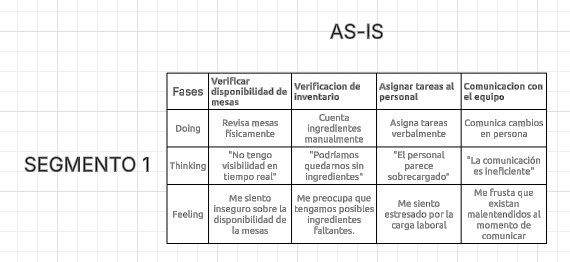 AS-IS
SEGMENTO 1
Fases
Verificar
disponibilidad de
mesas
Verificacion de
inventario
Asignar tareas al
personal
Comunicacion con
el equipo
Doing
Revisa mesas
físicamente
Cuenta
ingredientes
manualmente
Asigna tareas
verbalmente
Comunica cambios
en persona
Thinking
"No tengo
visibilidad en
tiempo real"
"Podríamos
quedarnos sin
ingredientes"
"El personal
parece
sobrecargado"
"La comunicación
es ineficiente"
Feeling
Me siento
inseguro sobre la
disponibilidad de
la mesas
Me preocupa que
tengamos posibles
ingredientes
faltantes.
Me siento
estresado por la
carga laboral
Me frusta que
existan
malentendidos al
momento de
comunicar